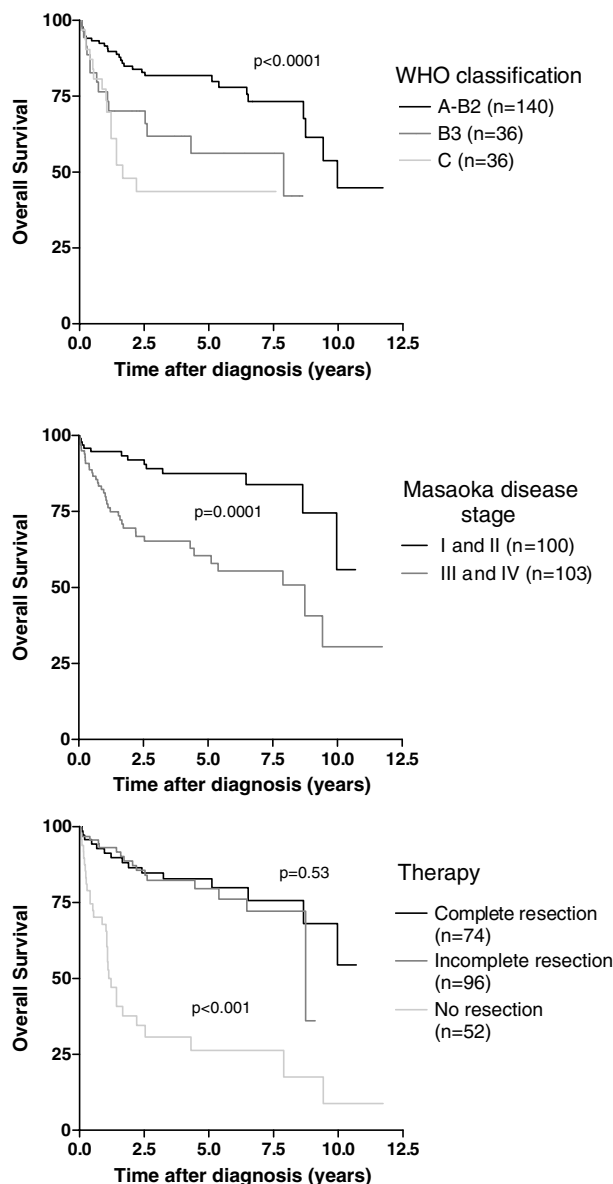 100
75
50
25
0
Overall Survival
p<0.0001
0.0 2.5 5.0 7.5 10.0 12.5
Time after diagnosis (years)
WHO classification
A-B2 (n=140)
B3 (n=36)
C (n=36)
100
75
50
25
0
Overall Survival
p=0.0001
0.0 2.5 5.0 7.5 10.0 12.5
Time after diagnosis (years)
Masaoka disease
stage
I and II (n=100)
III and IV (n=103)
100
75
50
25
0
Overall Survival
p=0.53
p<0.001
0.0 2.5 5.0 7.5 10.0 12.5
Time after diagnosis (years)
Therapy
Complete resection
(n=74)
Incomplete resection
(n=96)
No resection
(n=52)